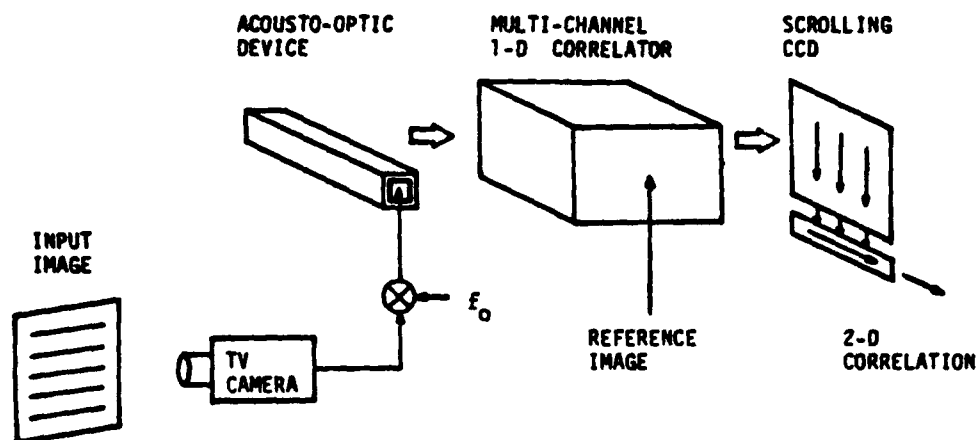 ACOUSTO-OPTIC
DEVICE
MULTI-CHANNEL
1-D CORRELATOR
SCROLLING
CCD
INPUT
IMAGE
TV
CAMERA
f₀
REFERENCE
IMAGE
2-D
CORRELATION